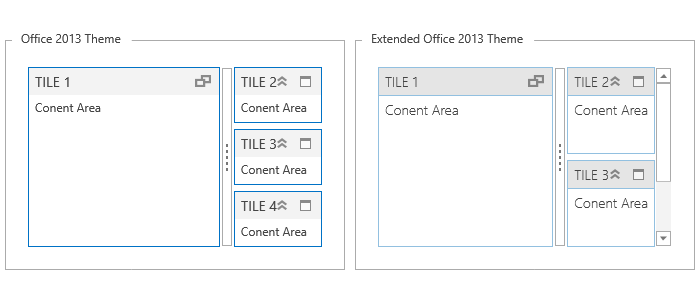 Office 2013 Theme
TILE 1
Conent Area
TILE 2
Conent Area
TILE 3
Conent Area
TILE 4
Conent Area
Extended Office 2013 Theme
TILE 1
Conent Area
TILE 2
Conent Area
TILE 3
Conent Area